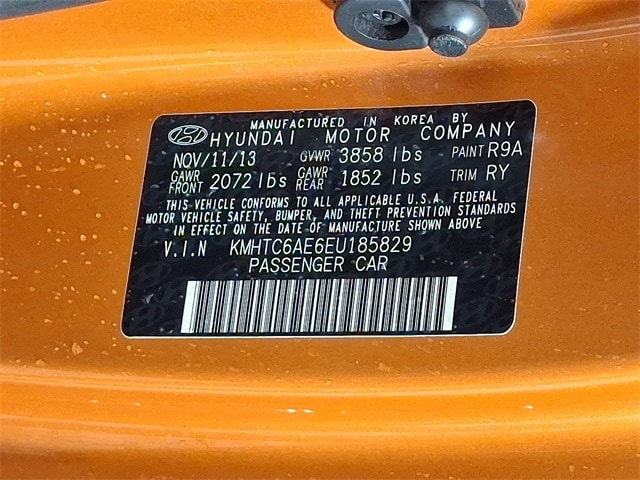 MANUFACTURED IN KOREA BY
HYUNDAI MOTOR COMPANY
NOV/11/13 GVWR 3858 lbs PAINT R9A
GAWR FRONT 2072 lbs GAWR REAR 1852 lbs TRIM RY
THIS VEHICLE CONFORMS TO ALL APPLICABLE U.S.A. FEDERAL
MOTOR VEHICLE SAFETY, BUMPER, AND THEFT PREVENTION STANDARDS
IN EFFECT ON THE DATE OF MANUFACTURE SHOWN ABOVE
V.I.N KMHTC6AE6EU185829
PASSENGER CAR